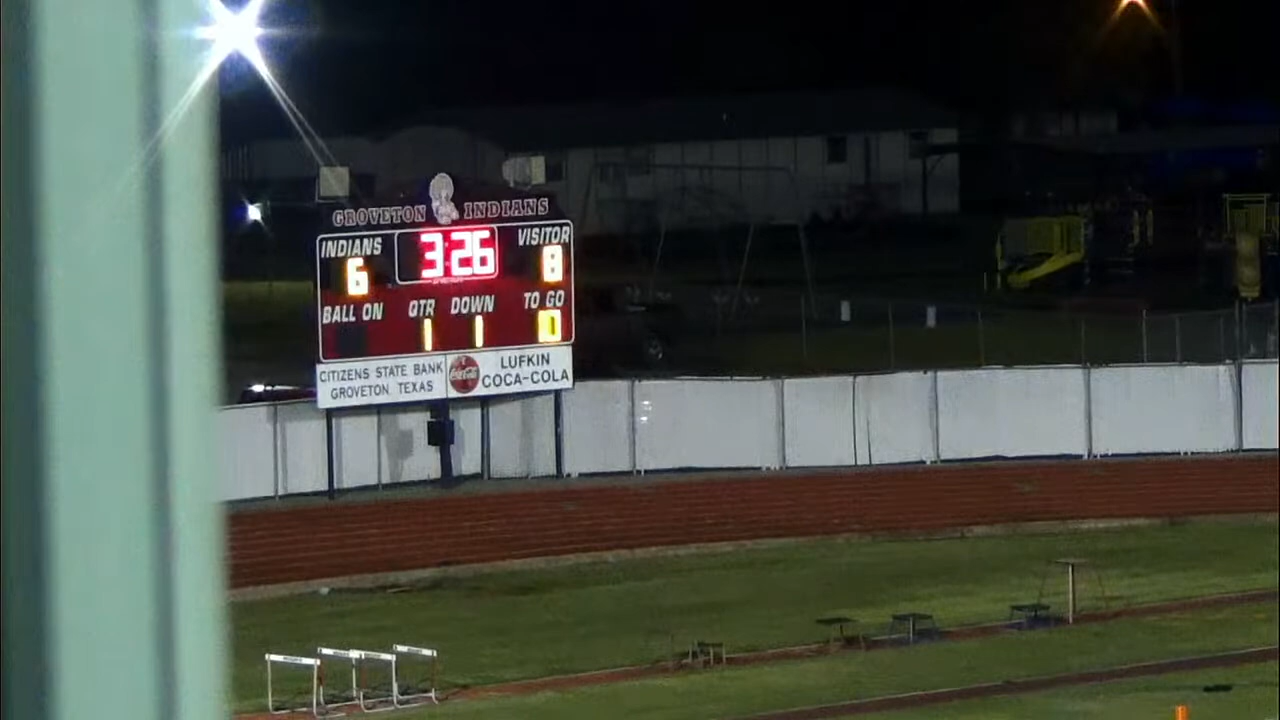 GROVETON INDIANS
INDIANS 3:26 VISITOR
6 8
BALL ON QTR DOWN TO GO
1 1 0
CITIZENS STATE BANK
GROVETON, TEXAS
Coca-Cola
LUFKIN
COCA-COLA